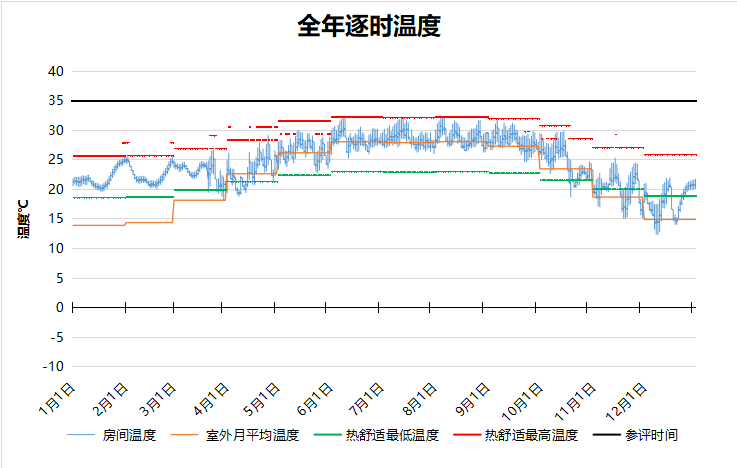 全年逐时温度
40
35
30
25
20
15
10
5
0
-5
-10
温度℃
1月1日
2月1日
3月1日
4月1日
5月1日
6月1日
7月1日
8月1日
9月1日
10月1日
11月1日
12月1日
房间温度 室外月平均温度 热舒适最低温度 热舒适最高温度 参评时间